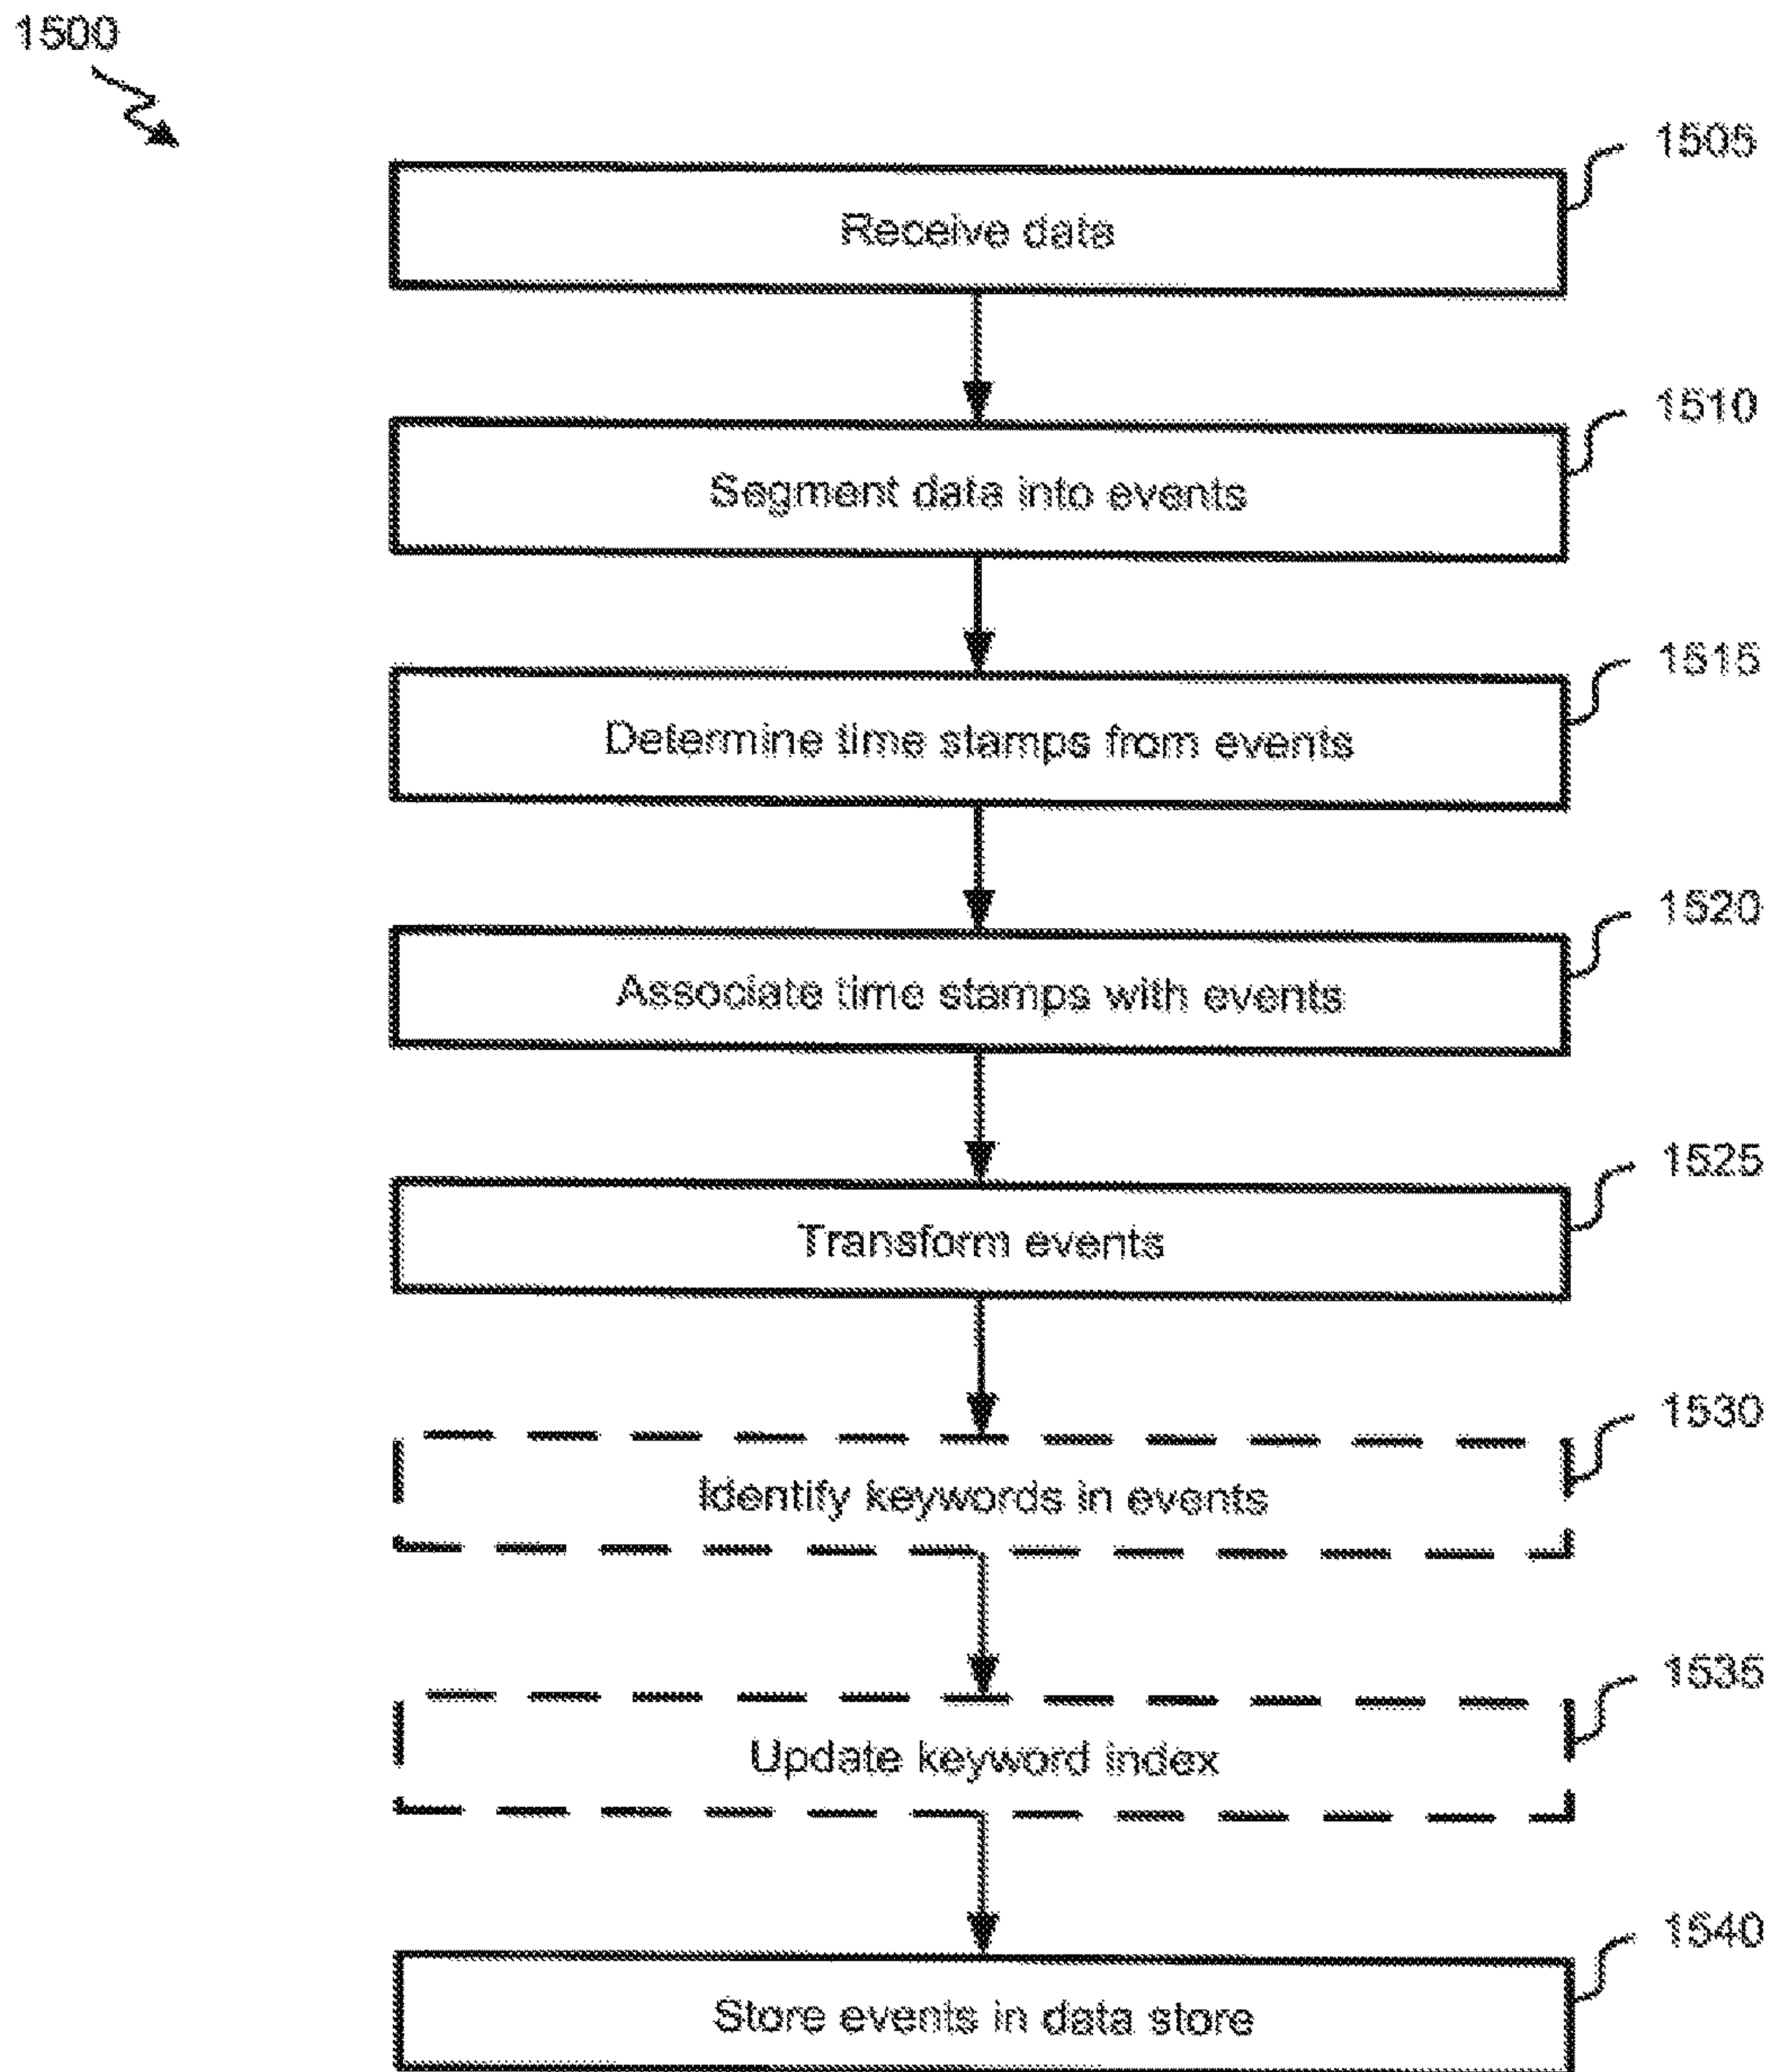 1500
1505
Receive data
1510
Segment data into events
1515
Determine time stamps from events
1520
Associate time stamps with events
1525
Transform events
1530
Identify keywords in events
1535
Update keyword index
1540
Store events in data store